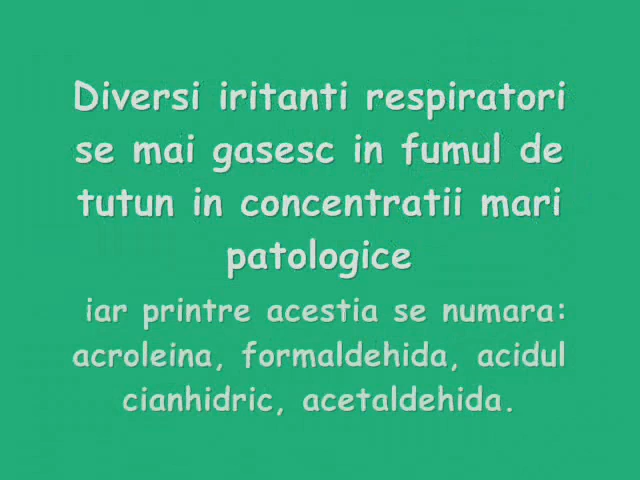 Diversi iritanti respiratori
se mai gasesc in fumul de
tutun in concentratii mari
patologice
iar printre acestia se numara:
acroleina, formaldehida, acidul
cianhidric, acetaldehida.